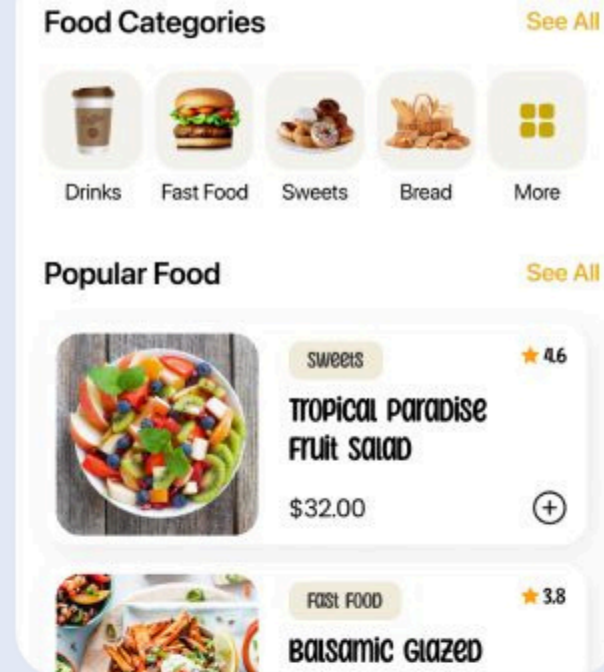 Food Categories
See All
Drinks
Fast Food
Sweets
Bread
More
Popular Food
See All
Sweets
4.6
Tropical Paradise
Fruit Salad
$32.00
Fast Food
3.8
Balsamic Glazed